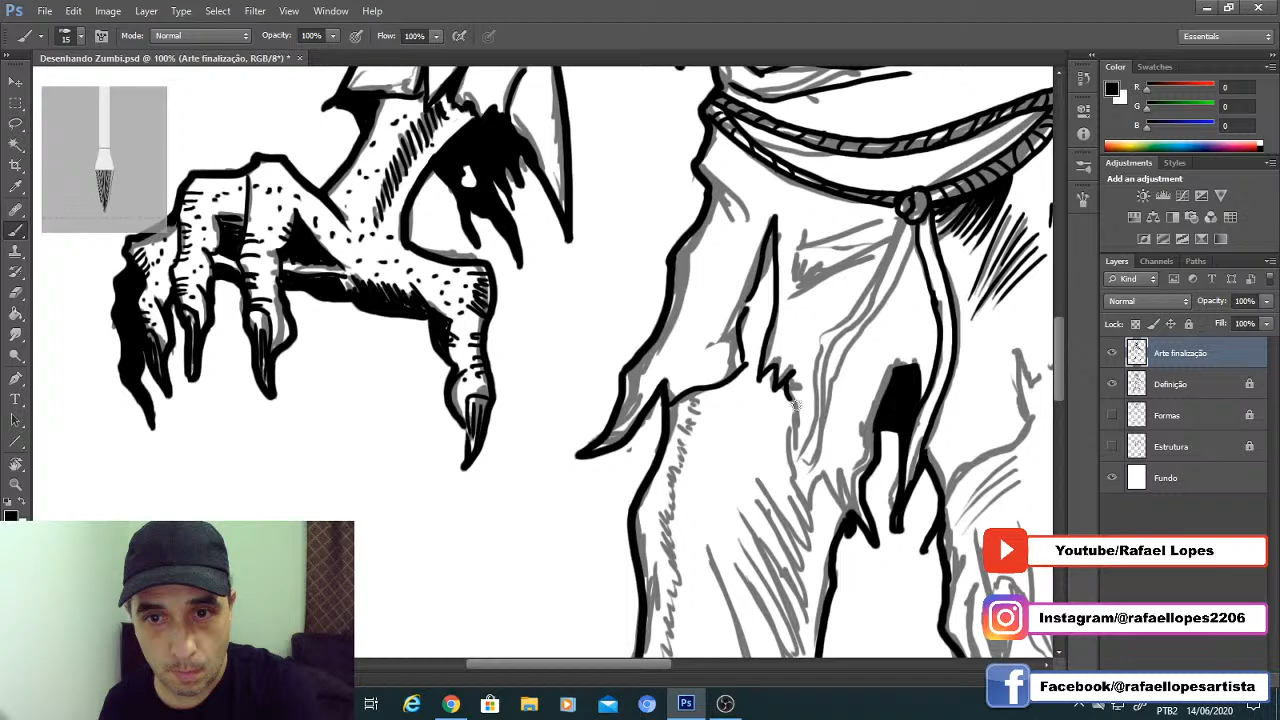 Ps File Edit Image Layer Type Select Filter View Window Help
15 Mode: Normal Opacity: 100% Flow: 100% Essentials
Desenhando Zumbi.psd @ 100% (Arte finalização, RGB/8*) * ×
Color Swatches
R 0
G 0
B 0
Adjustments Styles
Add an adjustment
Layers Channels Paths
Kind
Normal Opacity: 100%
Lock: Fill: 100%
Arte finalização
Definição
Formas
Estrutura
Fundo
Youtube/Rafael Lopes
Instagram/@rafaellopes2206
Facebook/@rafaellopesartista
PTB2 14/06/2020